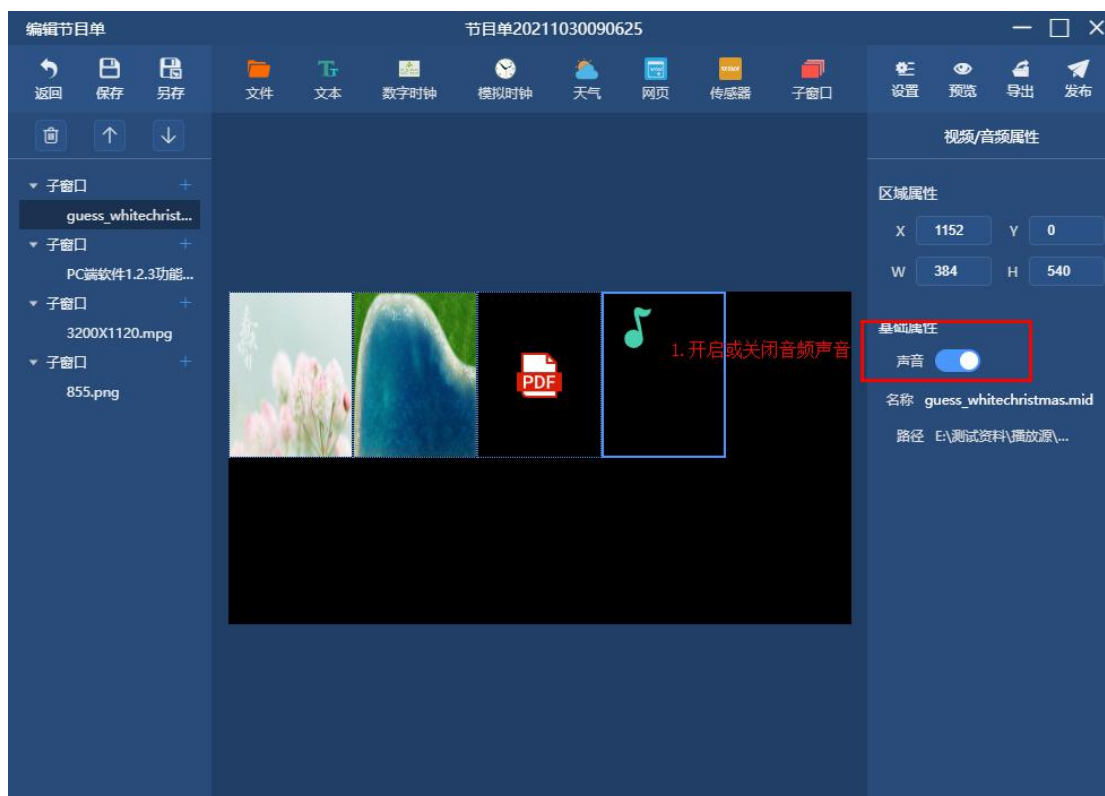 编辑节目单
节目单20211030090625
返回 保存 另存 文件 文本 数字时钟 模拟时钟 天气 网页 传感器 子窗口 设置 预览 导出 发布
视频/音频属性
子窗口 +
guess_whitechrist...
子窗口 +
PC端软件1.2.3功能...
子窗口 +
3200X1120.mpg
子窗口 +
855.png
PDF
1. 开启或关闭音频声音
区域属性
X 1152 Y 0
W 384 H 540
基础属性
声音
名称 guess_whitechristmas.mid
路径 E:\测试资料\播放源\...